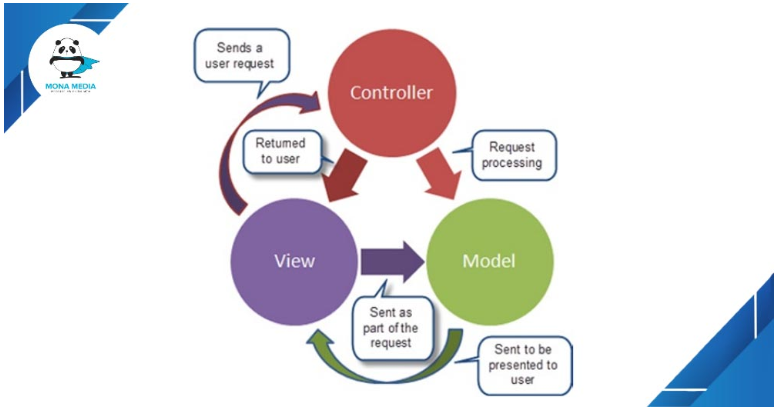 MONA MEDIA
Sends a
user request
Controller
Returned
to user
Request
processing
View
Model
Sent as
part of the
request
Sent to be
presented to
user